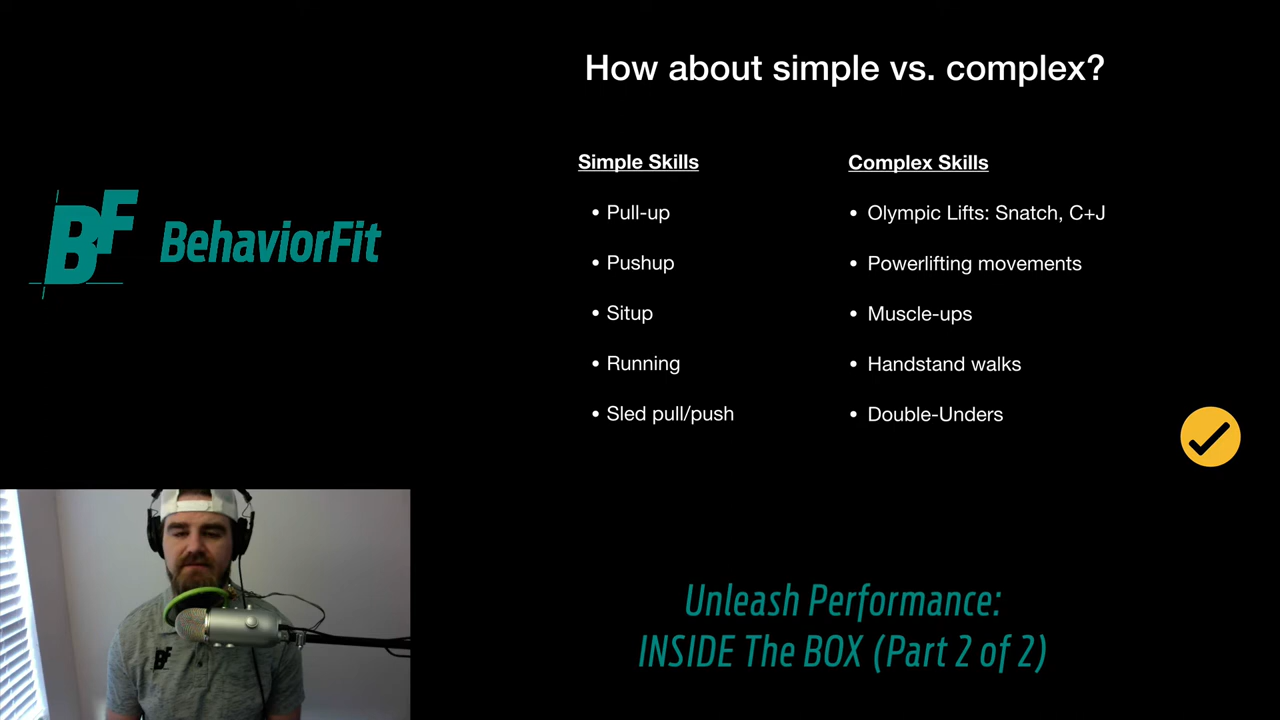 How about simple vs. complex?
Simple Skills
• Pull-up
• Pushup
• Situp
• Running
• Sled pull/push
Complex Skills
• Olympic Lifts: Snatch, C+J
• Powerlifting movements
• Muscle-ups
• Handstand walks
• Double-Unders
BF BehaviorFit
BF
Unleash Performance:
INSIDE The BOX (Part 2 of 2)